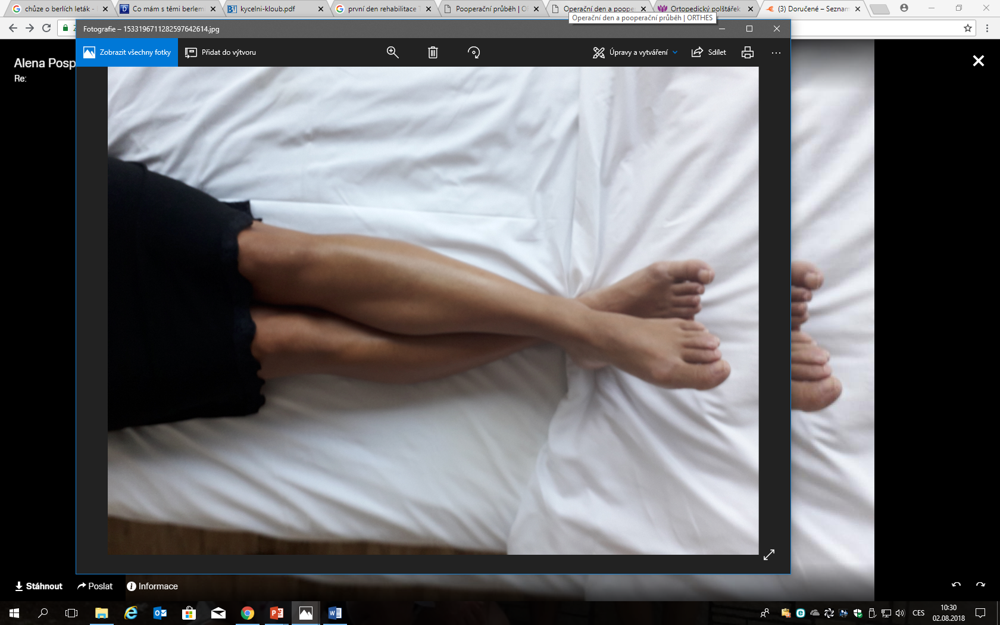 chůze o berlích leták -
Co mám s těmi berlemi
kycelni-kloub.pdf
první den rehabilitace T
Pooperační průběh | O
Operační den a poope
Ortopedický polštářek
(3) Doručené – Seznam
Operační den a pooperační průběh | ORTHES
Fotografie – 1533196711282597642614.jpg
Zobrazit všechny fotky
Přidat do výtvoru
Úpravy a vytváření
Sdílet
Alena Posp
Re:
Stáhnout
Poslat
Informace
CES
10:30
02.08.2018